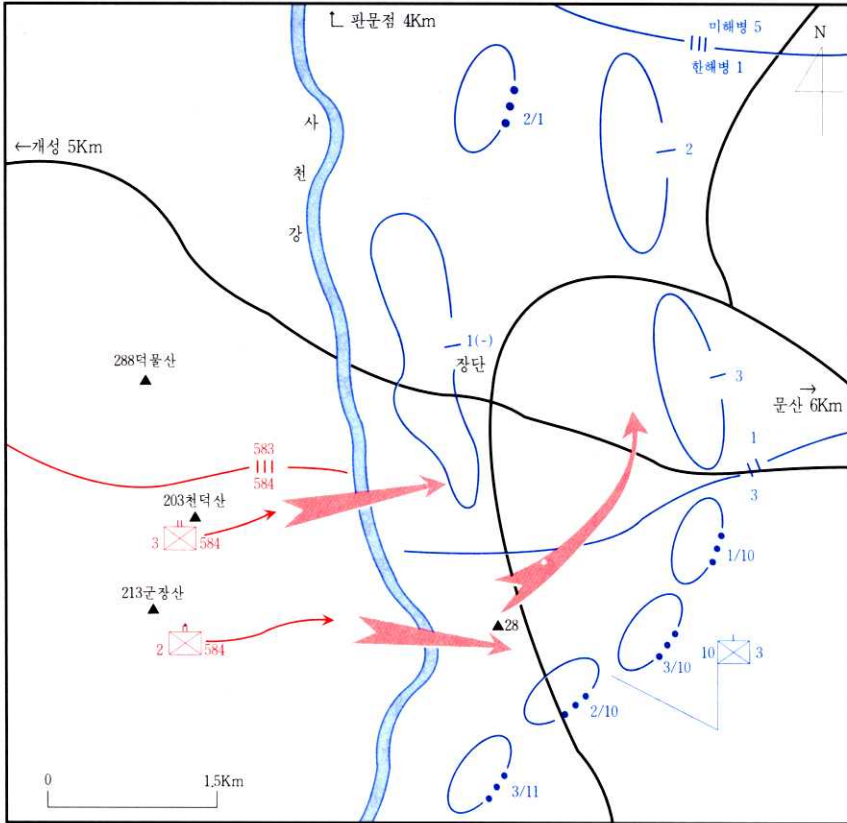 판문점 4Km
미해병 5
한해병 1
N
사천강
2/1
2
←개성 5Km
1(-)
장단
288덕물산
3
→
문산 6Km
583
584
1
3
203천덕산
3 584
1/10
213군장산
2 584
28
3/10
10 3
2/10
3/11
0 1.5Km